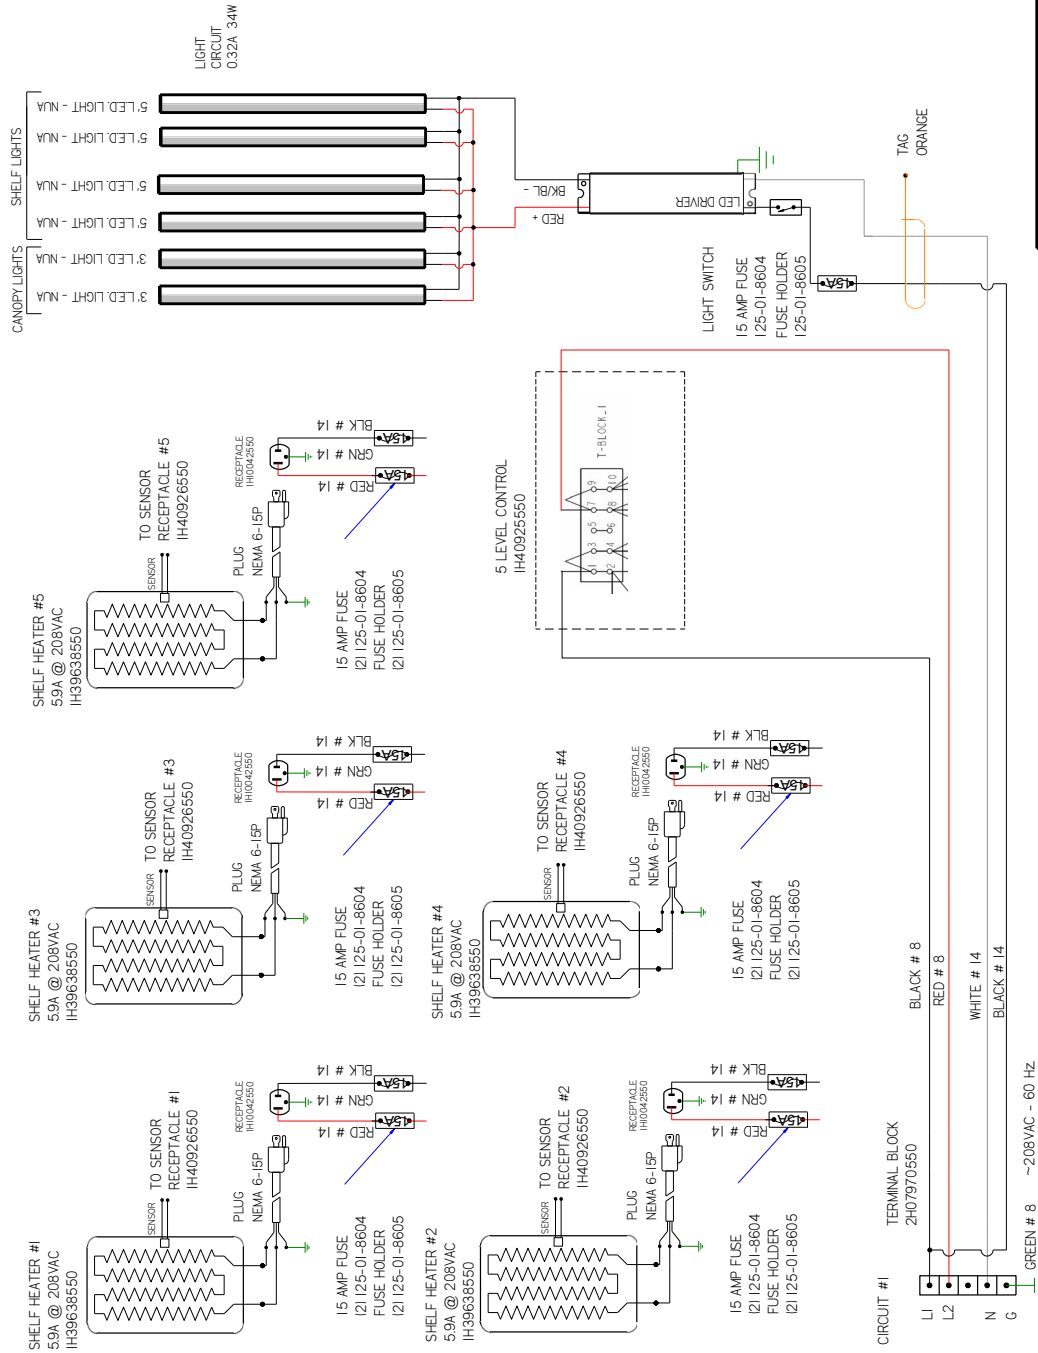 LIGHT
CIRCUIT
0.32A 34W
SHELF LIGHTS
5' L.E.D. LIGHT - NUA
5' L.E.D. LIGHT - NUA
5' L.E.D. LIGHT - NUA
5' L.E.D. LIGHT - NUA
CANOPY LIGHTS
3' L.E.D. LIGHT - NUA
3' L.E.D. LIGHT - NUA
BK/BL -
RED +
LED DRIVER
TAG
ORANGE
LIGHT SWITCH
15 AMP FUSE
125-01-8604
FUSE HOLDER
125-01-8605
15A
5 LEVEL CONTROL
IH40925550
T-BLOCK_1
1 3 5 7 9
2 4 6 8 10
SHELF HEATER #5
5.9A @ 208VAC
IH39638550
SENSOR
TO SENSOR
RECEPTACLE #5
IH40926550
PLUG
NEMA 6-15P
RECEPTACLE
IH10042550
BLK # 14
GRN # 14
RED # 14
15A
15A
15 AMP FUSE
(2) 125-01-8604
FUSE HOLDER
(2) 125-01-8605
SHELF HEATER #3
5.9A @ 208VAC
IH39638550
SENSOR
TO SENSOR
RECEPTACLE #3
IH40926550
PLUG
NEMA 6-15P
RECEPTACLE
IH10042550
BLK # 14
GRN # 14
RED # 14
15A
15A
15 AMP FUSE
(2) 125-01-8604
FUSE HOLDER
(2) 125-01-8605
SHELF HEATER #4
5.9A @ 208VAC
IH39638550
SENSOR
TO SENSOR
RECEPTACLE #4
IH40926550
PLUG
NEMA 6-15P
RECEPTACLE
IH10042550
BLK # 14
GRN # 14
RED # 14
15A
15A
15 AMP FUSE
(2) 125-01-8604
FUSE HOLDER
(2) 125-01-8605
SHELF HEATER #1
5.9A @ 208VAC
IH39638550
SENSOR
TO SENSOR
RECEPTACLE #1
IH40926550
PLUG
NEMA 6-15P
RECEPTACLE
IH10042550
BLK # 14
GRN # 14
RED # 14
15A
15A
15 AMP FUSE
(2) 125-01-8604
FUSE HOLDER
(2) 125-01-8605
SHELF HEATER #2
5.9A @ 208VAC
IH39638550
SENSOR
TO SENSOR
RECEPTACLE #2
IH40926550
PLUG
NEMA 6-15P
RECEPTACLE
IH10042550
BLK # 14
GRN # 14
RED # 14
15A
15A
15 AMP FUSE
(2) 125-01-8604
FUSE HOLDER
(2) 125-01-8605
BLACK # 8
RED # 8
WHITE # 14
BLACK # 14
CIRCUIT #1
TERMINAL BLOCK
2H07970550
L1
L2
N
G
GREEN # 8
~208VAC - 60 Hz